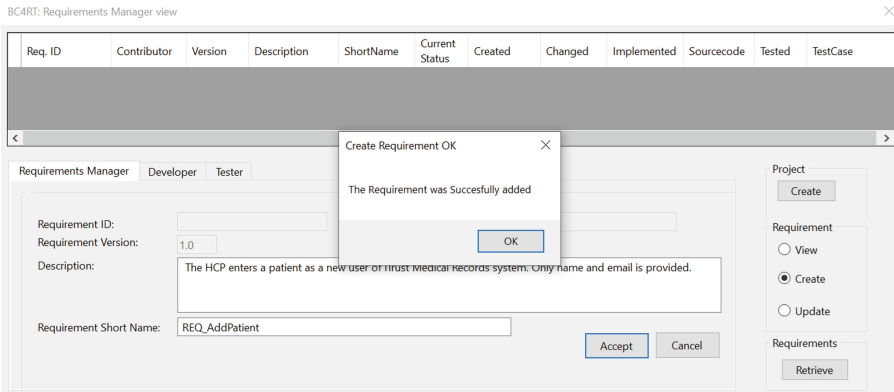 BC4RT: Requirements Manager view
Req. ID Contributor Version Description ShortName Current Status Created Changed Implemented Sourcecode Tested TestCase
Create Requirement OK
The Requirement was Succesfully added
OK
Requirements Manager Developer Tester
Requirement ID:
Requirement Version: 1.0
Description: The HCP enters a patient as a new user of iTrust Medical Records system. Only name and email is provided.
Requirement Short Name: REQ_AddPatient
Accept Cancel
Project
Create
Requirement
View
Create
Update
Requirements
Retrieve